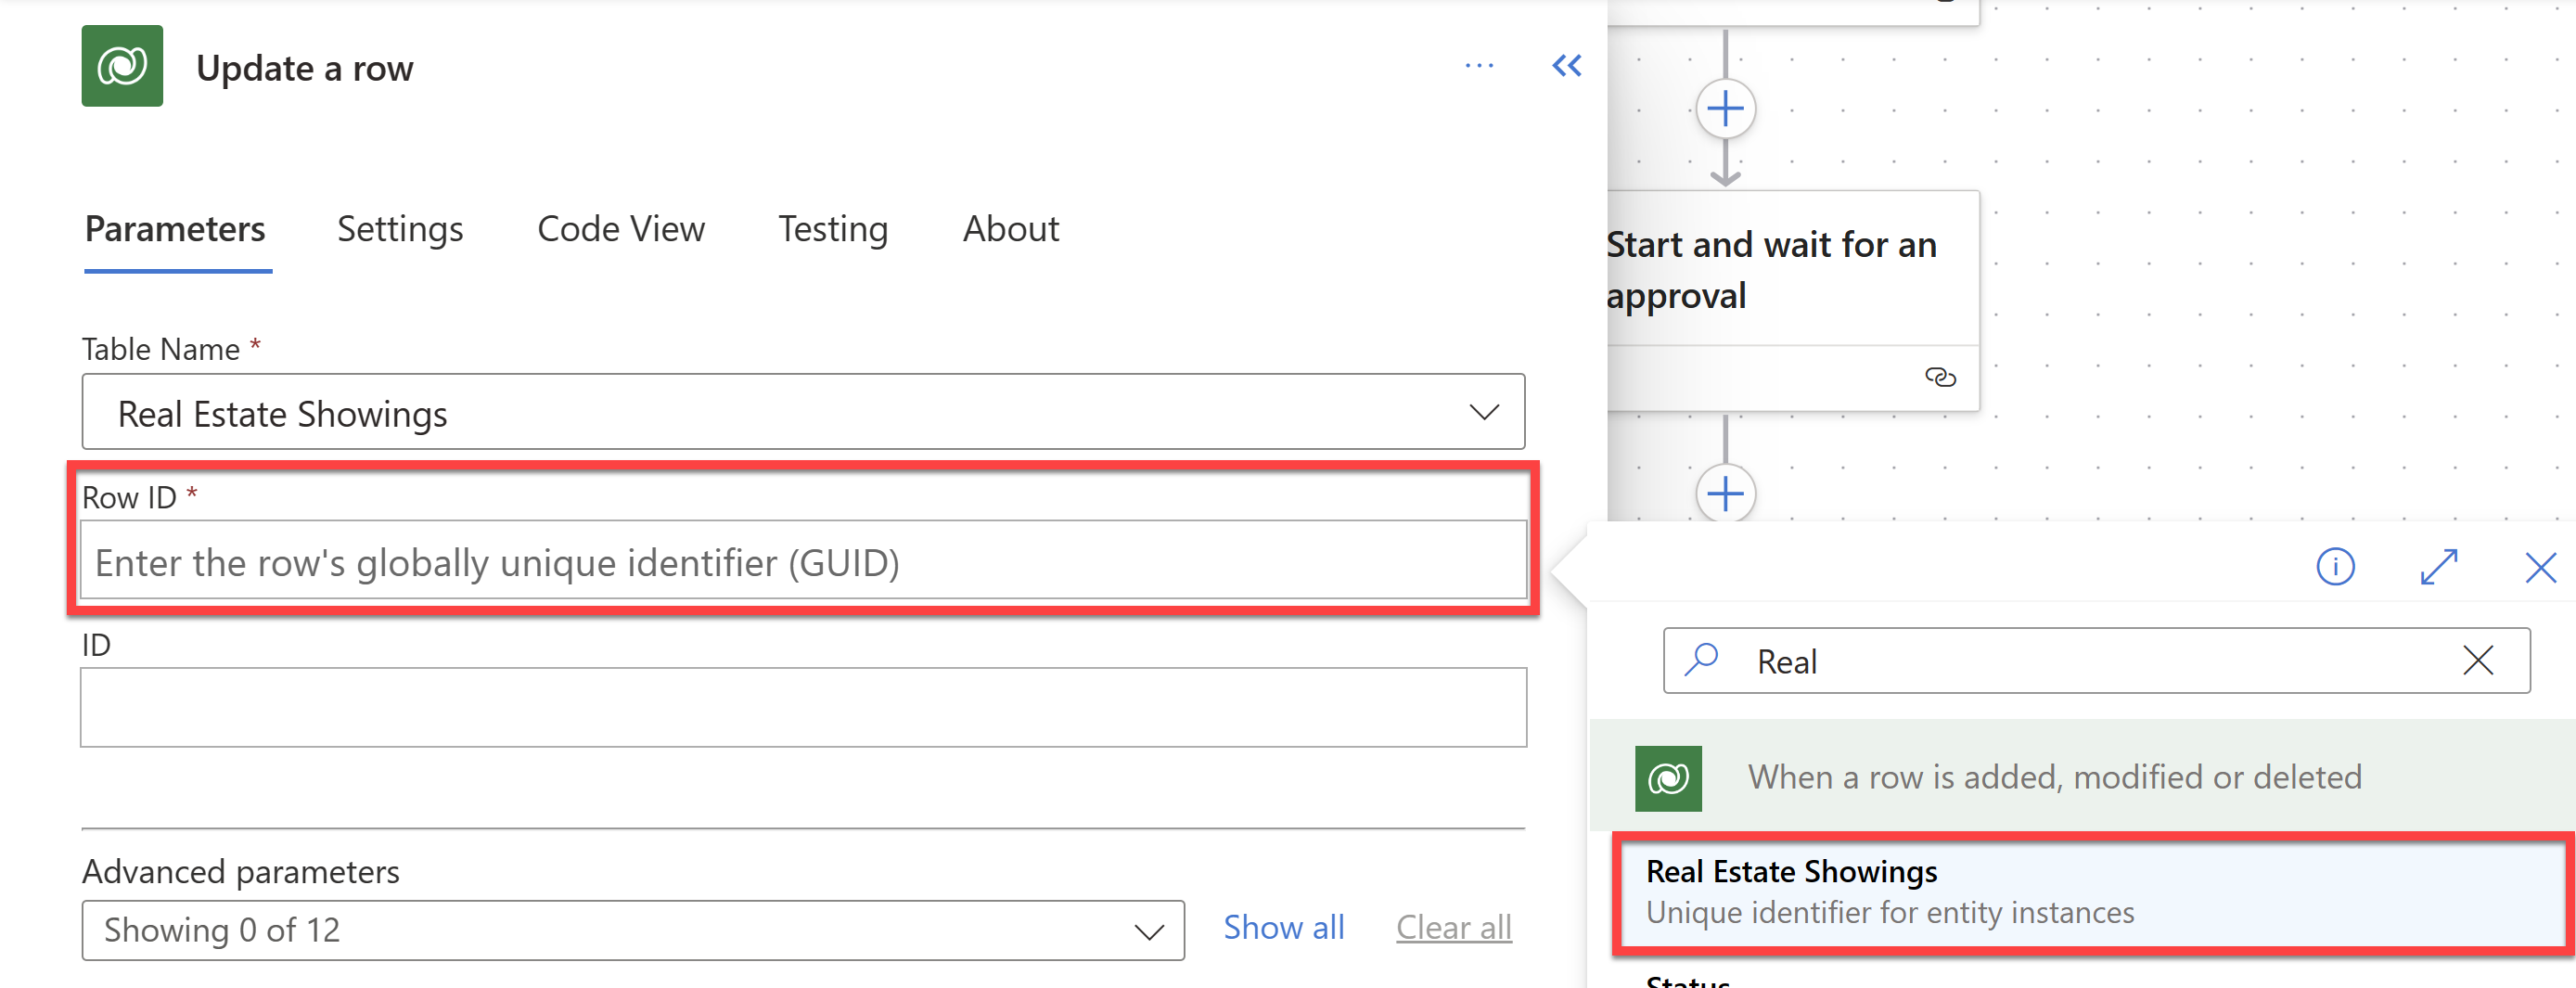 Update a row
Parameters
Settings
Code View
Testing
About
Table Name *
Real Estate Showings
Row ID *
Enter the row's globally unique identifier (GUID)
ID
Advanced parameters
Showing 0 of 12
Show all
Clear all
Start and wait for an
approval
Real
When a row is added, modified or deleted
Real Estate Showings
Unique identifier for entity instances
Status